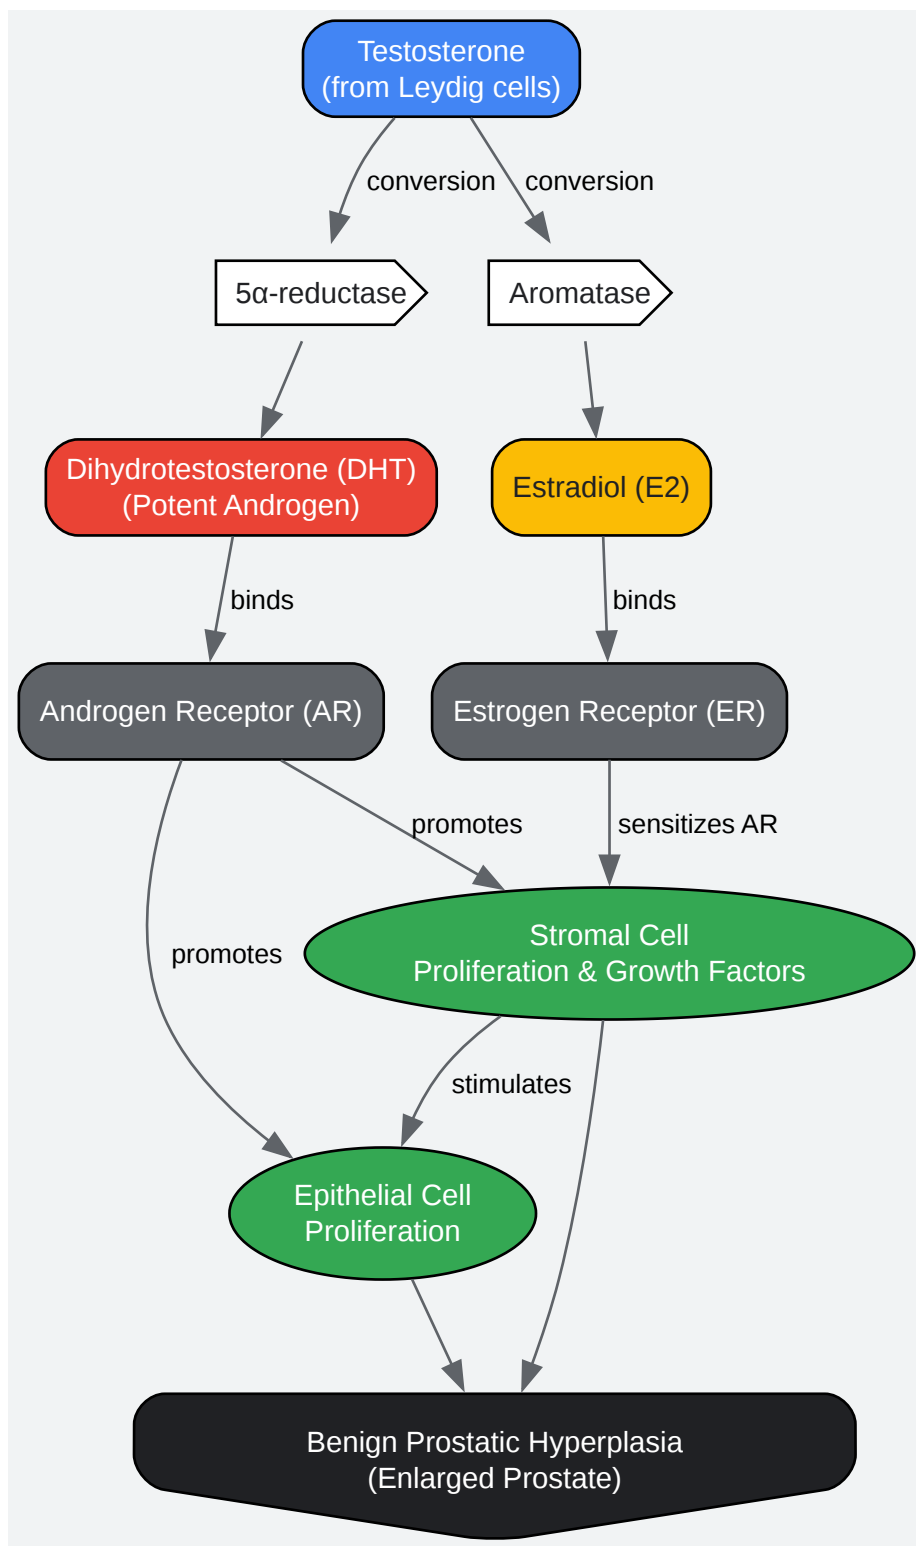 Testosterone
(from Leydig cells)
conversion
conversion
5α-reductase
Aromatase
Dihydrotestosterone (DHT)
(Potent Androgen)
Estradiol (E2)
binds
binds
Androgen Receptor (AR)
Estrogen Receptor (ER)
promotes
sensitizes AR
Stromal Cell
Proliferation & Growth Factors
promotes
stimulates
Epithelial Cell
Proliferation
Benign Prostatic Hyperplasia
(Enlarged Prostate)